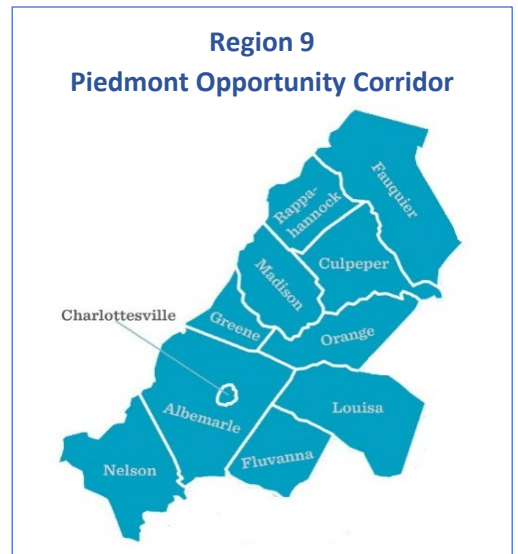 Region 9
Piedmont Opportunity Corridor
Fauquier
Rappa-
hannock
Culpeper
Madison
Charlottesville
Greene
Orange
Albemarle
Louisa
Fluvanna
Nelson